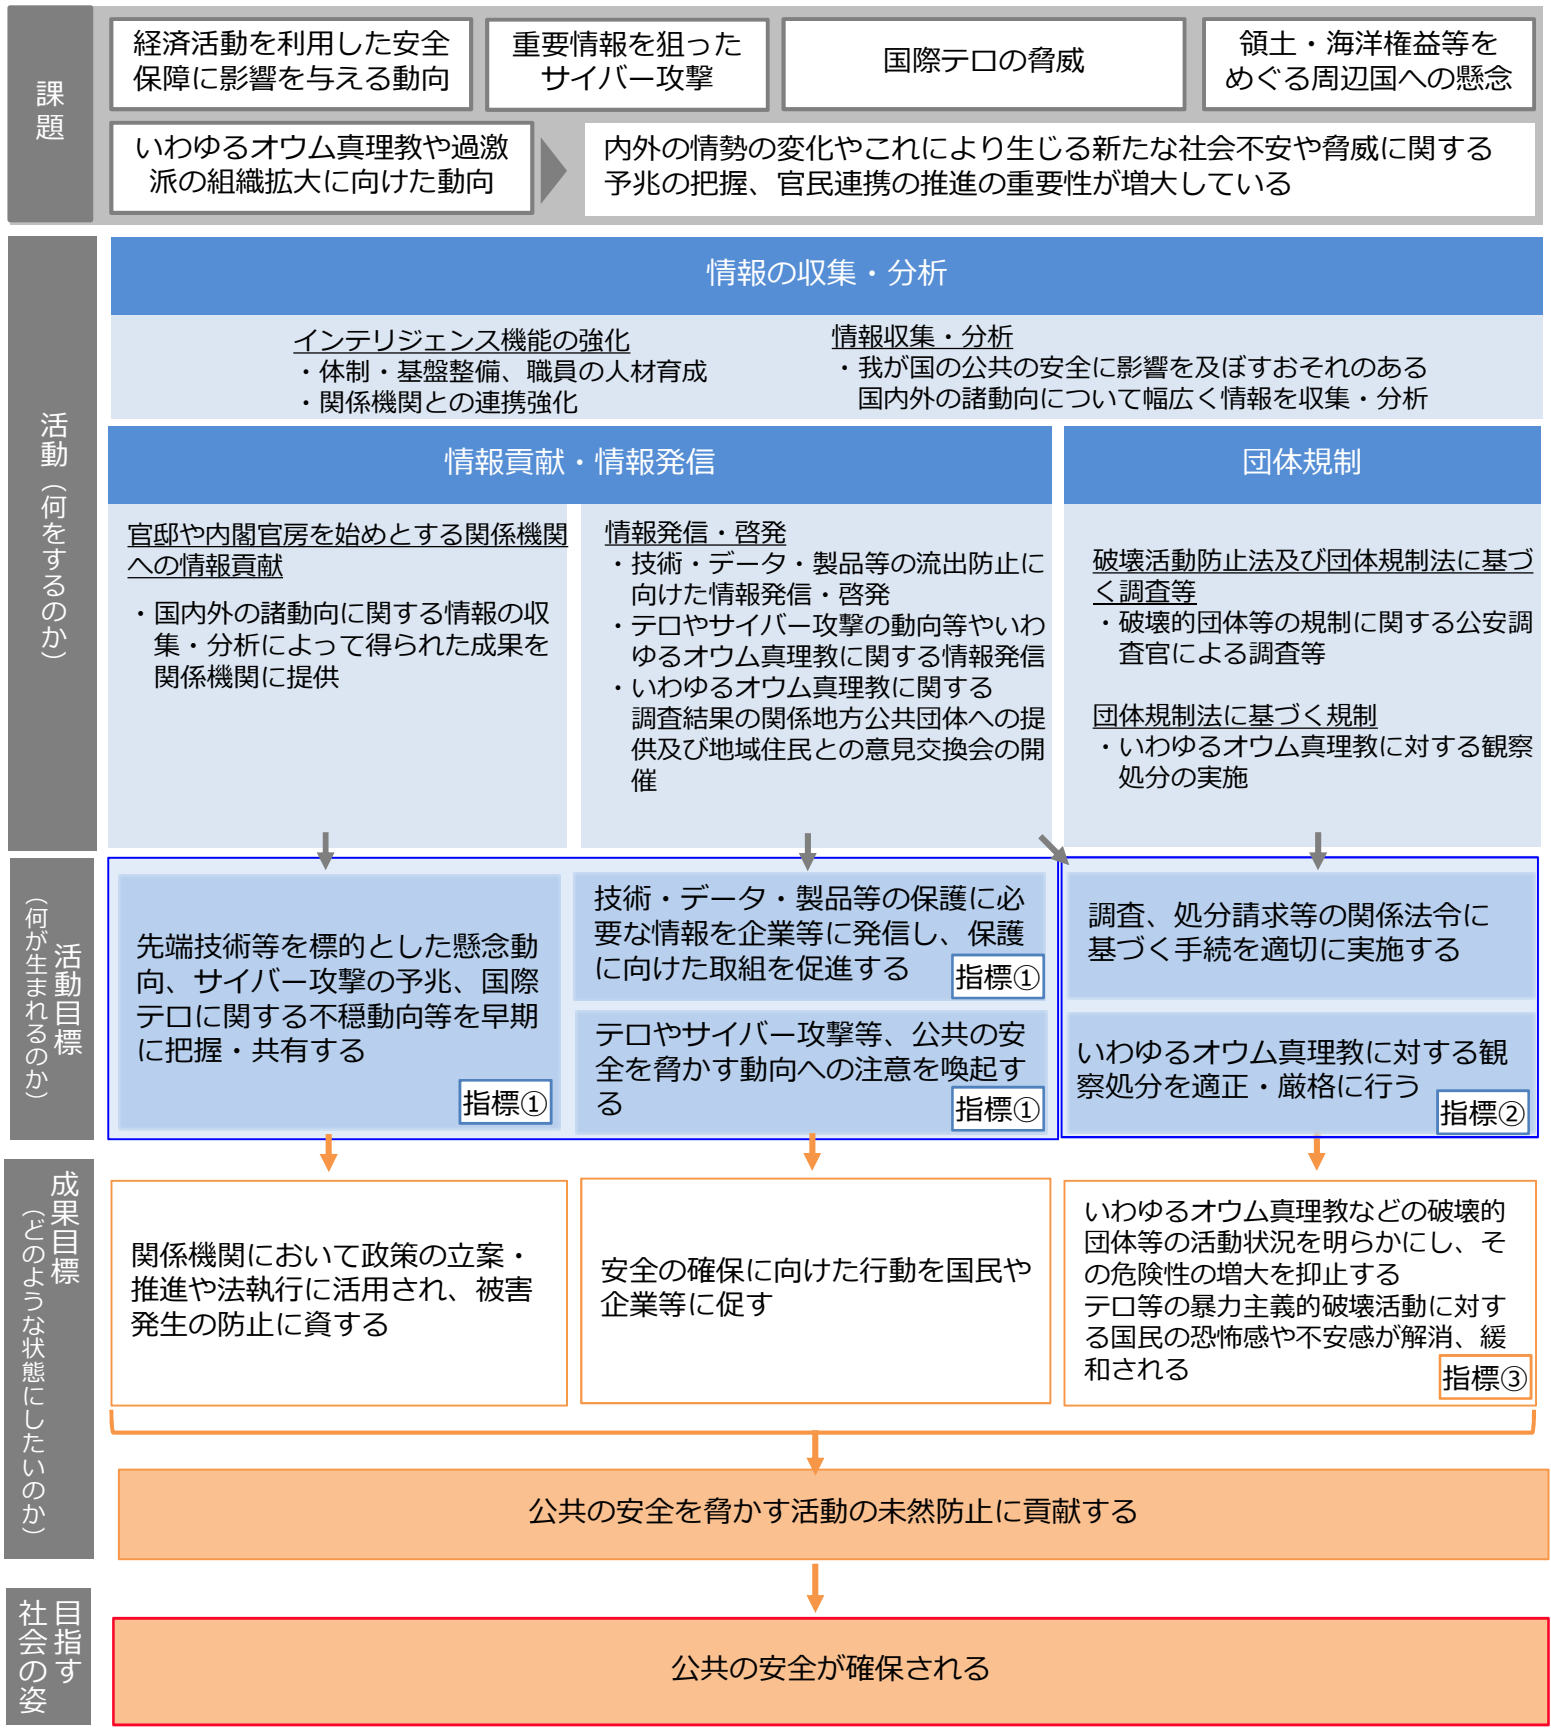 課題
経済活動を利用した安全
保障に影響を与える動向
重要情報を狙った
サイバー攻撃
国際テロの脅威
領土・海洋権益等を
めぐる周辺国への懸念
いわゆるオウム真理教や過激
派の組織拡大に向けた動向
内外の情勢の変化やこれにより生じる新たな社会不安や脅威に関する
予兆の把握、官民連携の推進の重要性が増大している
活動（何をするのか）
情報の収集・分析
インテリジェンス機能の強化
・体制・基盤整備、職員の人材育成
・関係機関との連携強化
情報収集・分析
・我が国の公共の安全に影響を及ぼすおそれのある
国内外の諸動向について幅広く情報を収集・分析
情報貢献・情報発信
官邸や内閣官房を始めとする関係機関
への情報貢献
・国内外の諸動向に関する情報の収
集・分析によって得られた成果を
関係機関に提供
情報発信・啓発
・技術・データ・製品等の流出防止に
向けた情報発信・啓発
・テロやサイバー攻撃の動向等やいわ
ゆるオウム真理教に関する情報発信
・いわゆるオウム真理教に関する
調査結果の関係地方公共団体への提
供及び地域住民との意見交換会の開
催
団体規制
破壊活動防止法及び団体規制法に基づ
く調査等
・破壊的団体等の規制に関する公安調
査官による調査等
団体規制法に基づく規制
・いわゆるオウム真理教に対する観察
処分の実施
活動目標
（何が生まれるのか）
先端技術等を標的とした懸念動
向、サイバー攻撃の予兆、国際
テロに関する不穏動向等を早期
に把握・共有する
指標①
技術・データ・製品等の保護に必
要な情報を企業等に発信し、保護
に向けた取組を促進する
指標①
テロやサイバー攻撃等、公共の安
全を脅かす動向への注意を喚起す
る
指標①
調査、処分請求等の関係法令に
基づく手続を適切に実施する
いわゆるオウム真理教に対する観
察処分を適正・厳格に行う
指標②
成果目標
（どのような状態にしたいのか）
関係機関において政策の立案・
推進や法執行に活用され、被害
発生の防止に資する
安全の確保に向けた行動を国民や
企業等に促す
いわゆるオウム真理教などの破壊的
団体等の活動状況を明らかにし、そ
の危険性の増大を抑止する
テロ等の暴力主義的破壊活動に対す
る国民の恐怖感や不安感が解消、緩
和される
指標③
公共の安全を脅かす活動の未然防止に貢献する
目指す
社会の姿
公共の安全が確保される